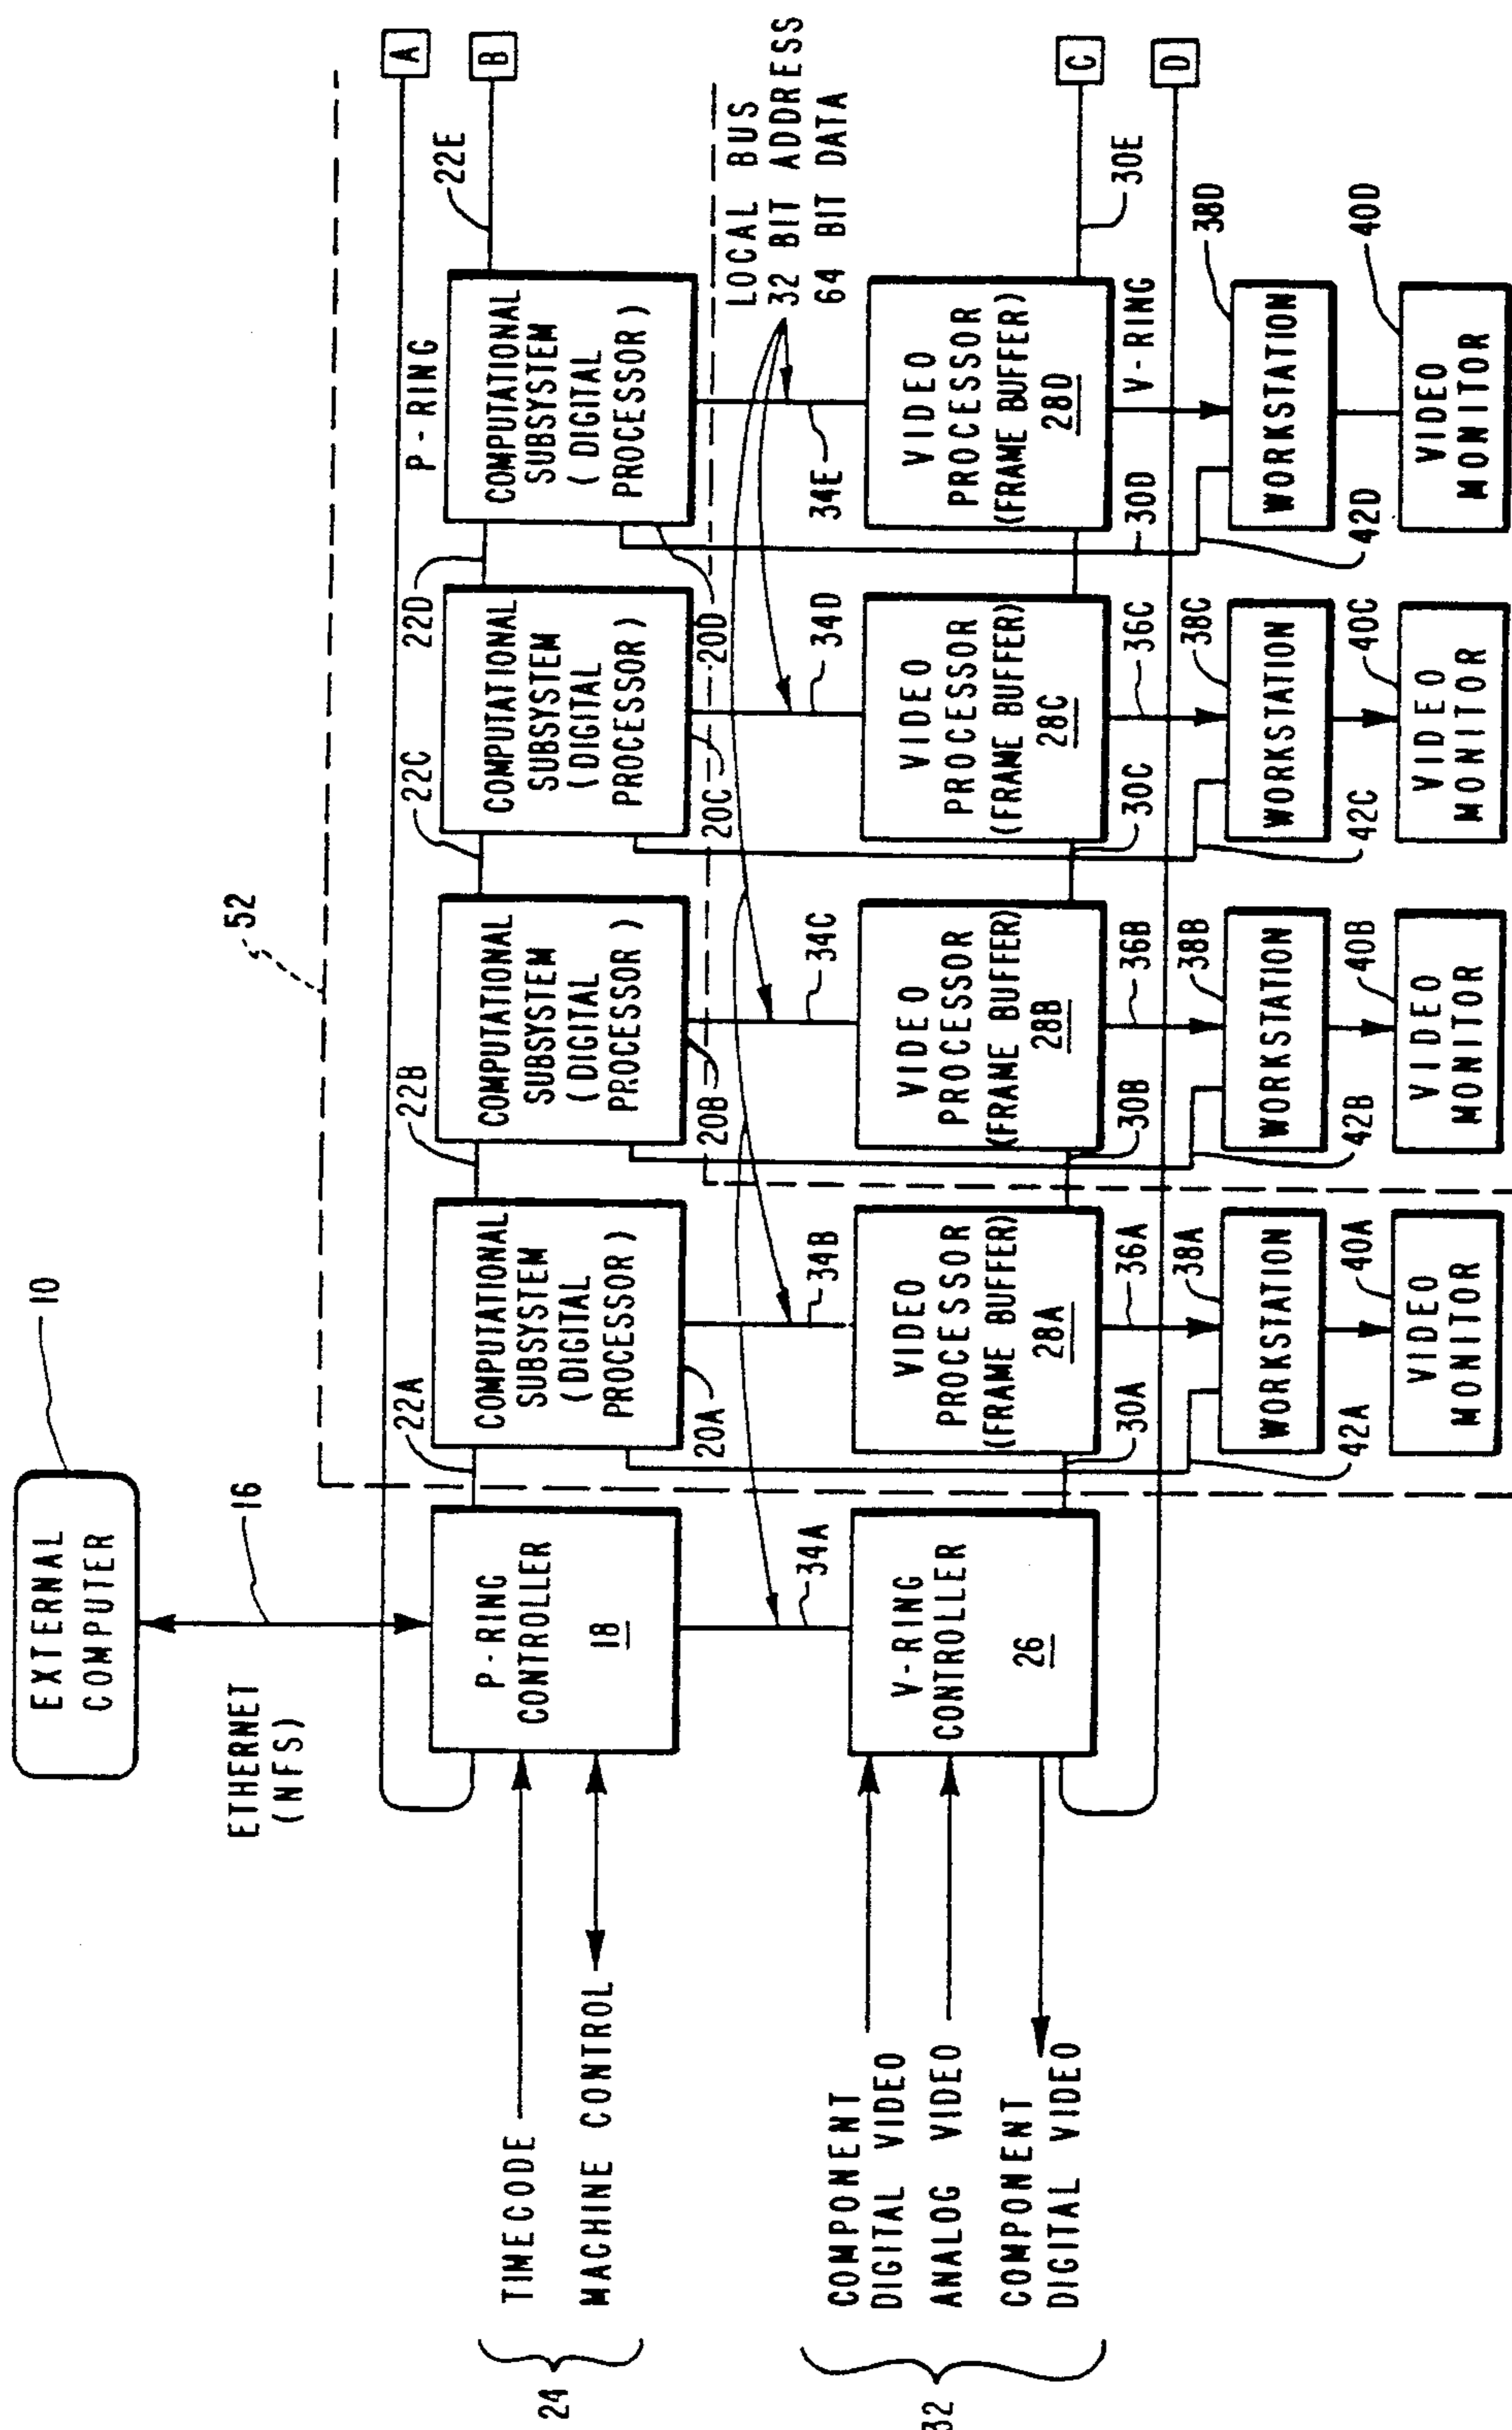 EXTERNAL
COMPUTER
10
ETHERNET
(NFS)
16
52
24
TIMECODE
MACHINE CONTROL
P-RING
CONTROLLER
18
22A
COMPUTATIONAL
SUBSYSTEM
(DIGITAL
PROCESSOR)
20A
22B
COMPUTATIONAL
SUBSYSTEM
(DIGITAL
PROCESSOR)
20B
22C
COMPUTATIONAL
SUBSYSTEM
(DIGITAL
PROCESSOR)
20C
22D
P-RING
COMPUTATIONAL
SUBSYSTEM
(DIGITAL
PROCESSOR)
20D
22E
A
B
34A
34B
34C
34D
34E
LOCAL BUS
32 BIT ADDRESS
64 BIT DATA
32
COMPONENT
DIGITAL VIDEO
ANALOG VIDEO
COMPONENT
DIGITAL VIDEO
V-RING
CONTROLLER
26
30A
VIDEO
PROCESSOR
(FRAME BUFFER)
28A
30B
VIDEO
PROCESSOR
(FRAME BUFFER)
28B
30C
VIDEO
PROCESSOR
(FRAME BUFFER)
28C
30D
VIDEO
PROCESSOR
(FRAME BUFFER)
28D
30E
C
D
36A
36B
36C
V-RING
42A
WORKSTATION
38A
42B
WORKSTATION
38B
42C
WORKSTATION
38C
42D
WORKSTATION
38D
VIDEO
MONITOR
40A
VIDEO
MONITOR
40B
VIDEO
MONITOR
40C
VIDEO
MONITOR
40D